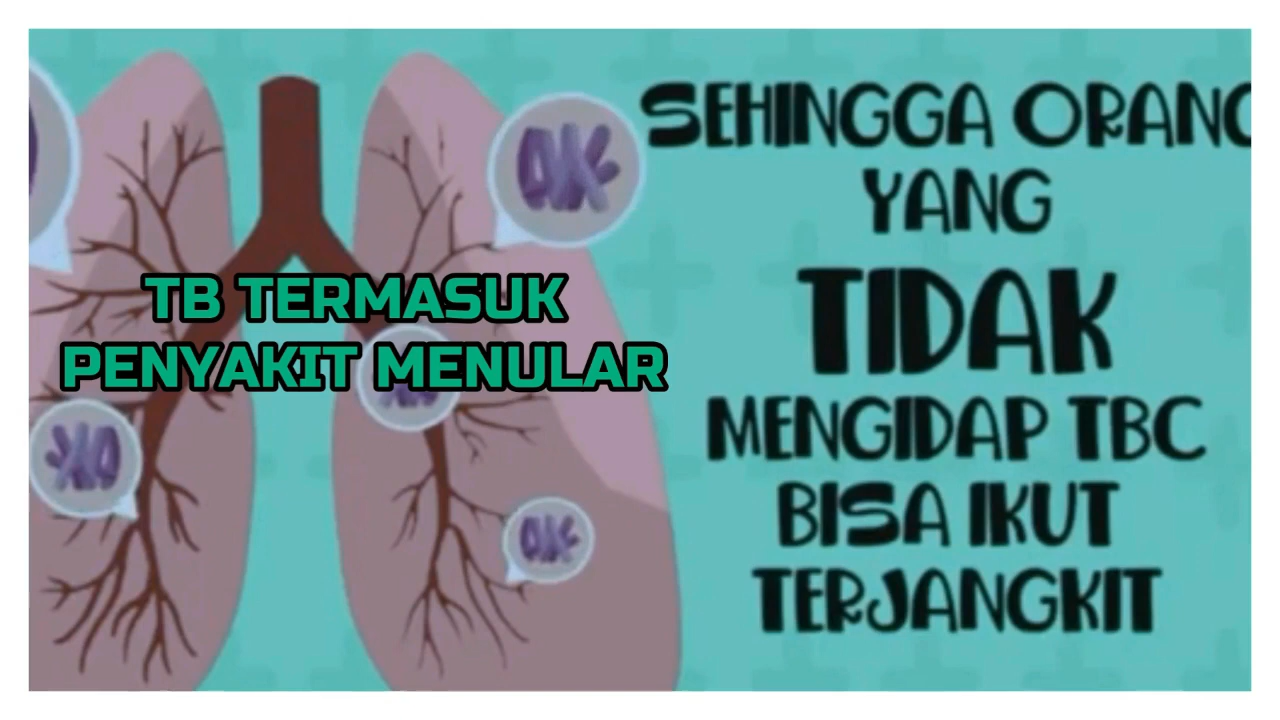 TB TERMASUK
PENYAKIT MENULAR
SEHINGGA ORANG
YANG
TIDAK
MENGIDAP TBC
BISA IKUT
TERJANGKIT